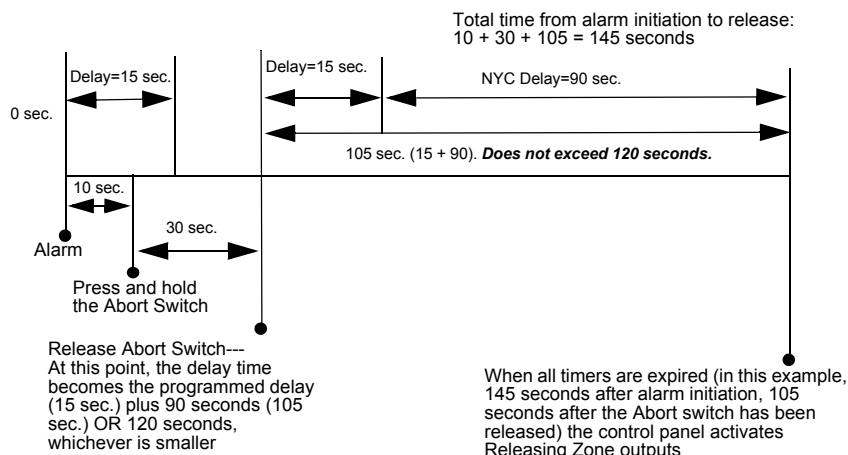 Total time from alarm initiation to release:
10 + 30 + 105 = 145 seconds
Delay=15 sec.
Delay=15 sec.
NYC Delay=90 sec.
0 sec.
105 sec. (15 + 90). Does not exceed 120 seconds.
10 sec.
30 sec.
Alarm
Press and hold
the Abort Switch
Release Abort Switch---
At this point, the delay time
becomes the programmed delay
(15 sec.) plus 90 seconds (105
sec.) OR 120 seconds,
whichever is smaller
When all timers are expired (in this example,
145 seconds after alarm initiation, 105
seconds after the Abort switch has been
released) the control panel activates
Releasing Zone outputs